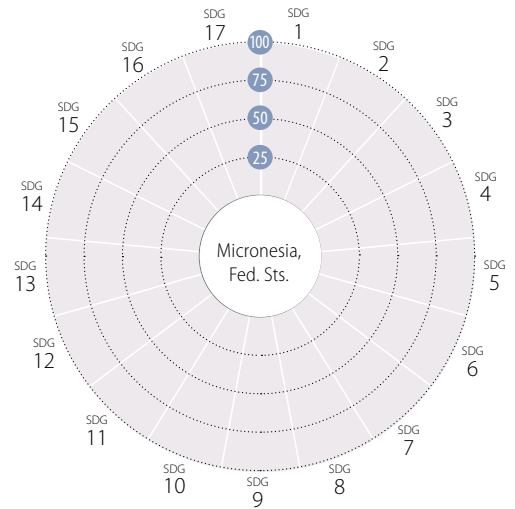 SDG
1
SDG
2
SDG
3
SDG
4
SDG
5
SDG
6
SDG
7
SDG
8
SDG
9
SDG
10
SDG
11
SDG
12
SDG
13
SDG
14
SDG
15
SDG
16
SDG
17
100
75
50
25
Micronesia,
Fed. Sts.